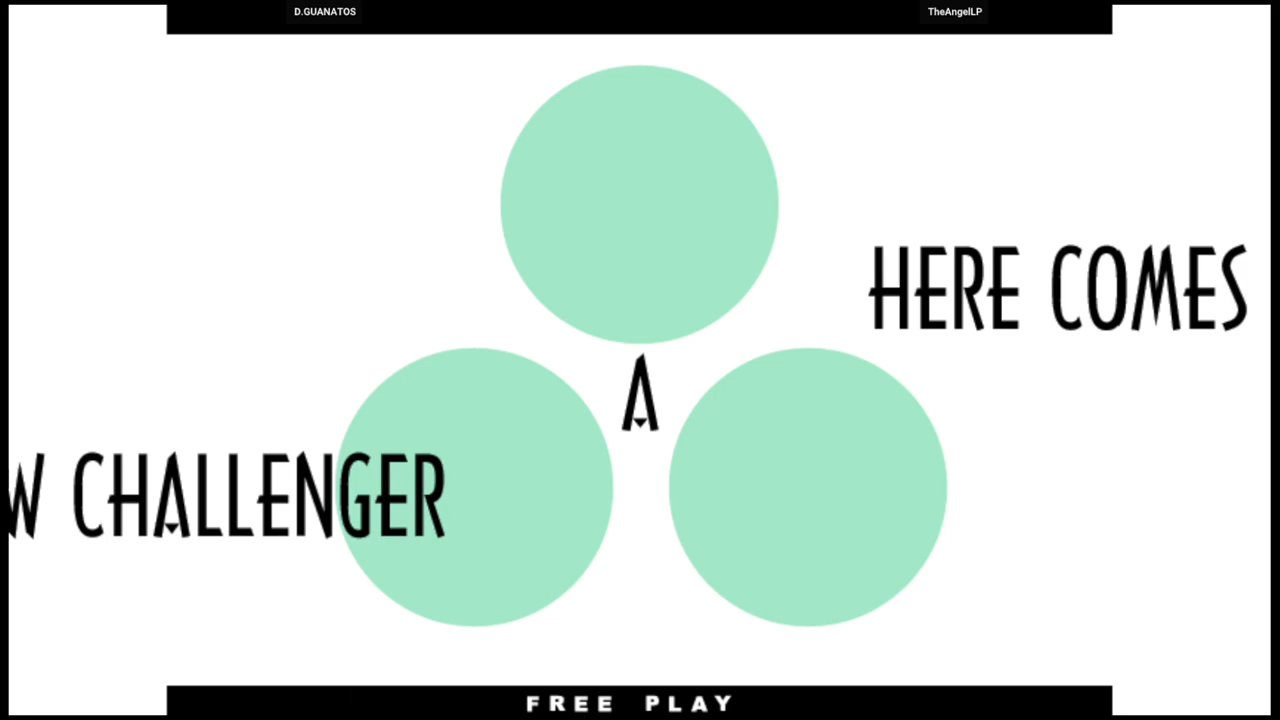 D.GUANATOS
TheAngelLP
HERE COMES
A
W CHALLENGER
FREE PLAY